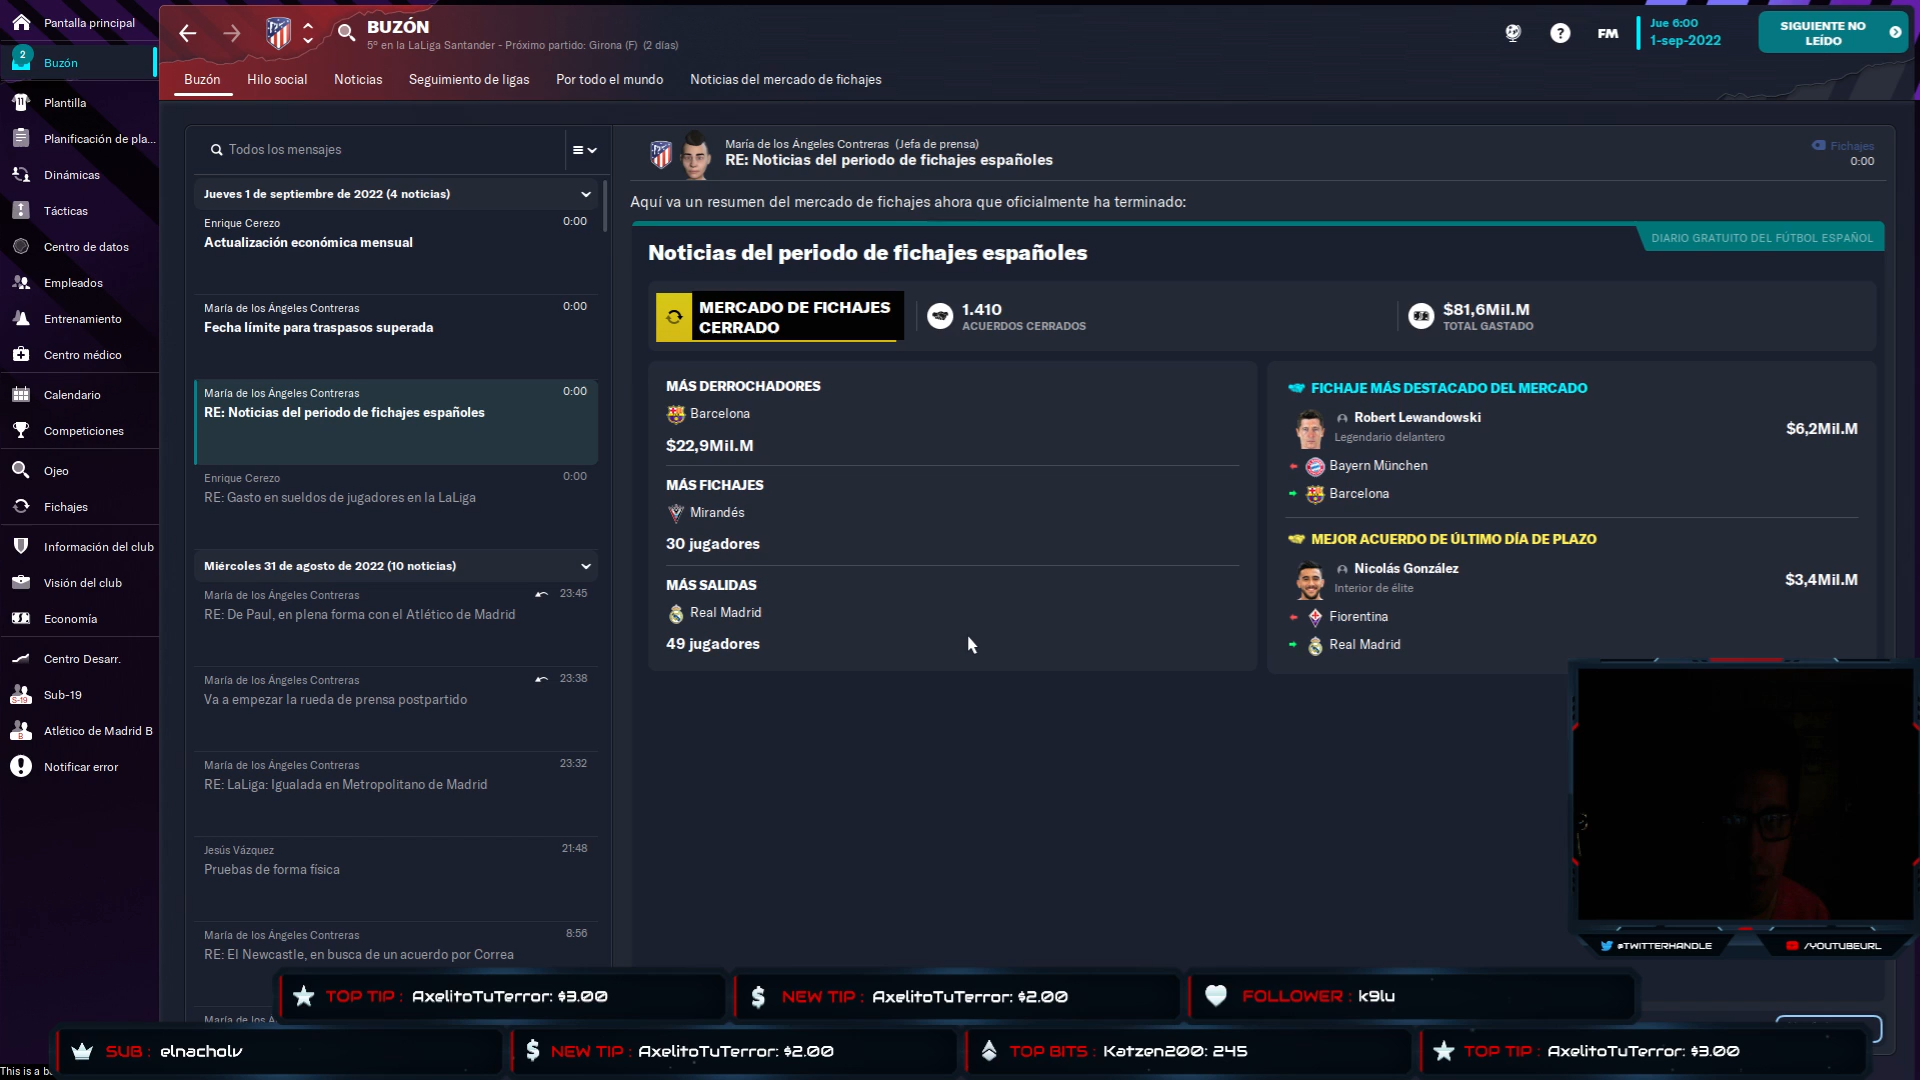 Pantalla principal
2
Buzón
Plantilla
Planificación de pla...
Dinámicas
Tácticas
Centro de datos
Empleados
Entrenamiento
Centro médico
Calendario
Competiciones
Ojeo
Fichajes
Información del club
Visión del club
Economía
Centro Desarr.
Sub-19
Atlético de Madrid B
Notificar error
BUZÓN
5º en la LaLiga Santander - Próximo partido: Girona (F) (2 días)
FM
Jue 6:00
1-sep-2022
SIGUIENTE NO LEÍDO
Buzón
Hilo social
Noticias
Seguimiento de ligas
Por todo el mundo
Noticias del mercado de fichajes
Todos los mensajes
Jueves 1 de septiembre de 2022 (4 noticias)
Enrique Cerezo 0:00
Actualización económica mensual
María de los Ángeles Contreras 0:00
Fecha límite para traspasos superada
María de los Ángeles Contreras 0:00
RE: Noticias del periodo de fichajes españoles
Enrique Cerezo 0:00
RE: Gasto en sueldos de jugadores en la LaLiga
Miércoles 31 de agosto de 2022 (10 noticias)
María de los Ángeles Contreras 23:45
RE: De Paul, en plena forma con el Atlético de Madrid
María de los Ángeles Contreras 23:38
Va a empezar la rueda de prensa postpartido
María de los Ángeles Contreras 23:32
RE: LaLiga: Igualada en Metropolitano de Madrid
Jesús Vázquez 21:48
Pruebas de forma física
María de los Ángeles Contreras 8:56
RE: El Newcastle, en busca de un acuerdo por Correa
María de los A
María de los Ángeles Contreras (Jefa de prensa)
RE: Noticias del periodo de fichajes españoles
Fichajes
0:00
Aquí va un resumen del mercado de fichajes ahora que oficialmente ha terminado:
DIARIO GRATUITO DEL FÚTBOL ESPAÑOL
Noticias del periodo de fichajes españoles
MERCADO DE FICHAJES
CERRADO
1.410
ACUERDOS CERRADOS
$81,6Mil.M
TOTAL GASTADO
MÁS DERROCHADORES
Barcelona
$22,9Mil.M
MÁS FICHAJES
Mirandés
30 jugadores
MÁS SALIDAS
Real Madrid
49 jugadores
FICHAJE MÁS DESTACADO DEL MERCADO
Robert Lewandowski
Legendario delantero
$6,2Mil.M
Bayern München
Barcelona
MEJOR ACUERDO DE ÚLTIMO DÍA DE PLAZO
Nicolás González
Interior de élite
$3,4Mil.M
Fiorentina
Real Madrid
@TWITTERHANDLE
/YOUTUBEURL
TOP TIP : AxelitoTuTerror: $3.00
NEW TIP : AxelitoTuTerror: $2.00
FOLLOWER : k9lu
SUB : elnacholv
NEW TIP : AxelitoTuTerror: $2.00
TOP BITS : Katzen200: 245
TOP TIP : AxelitoTuTerror: $3.00
This is a b